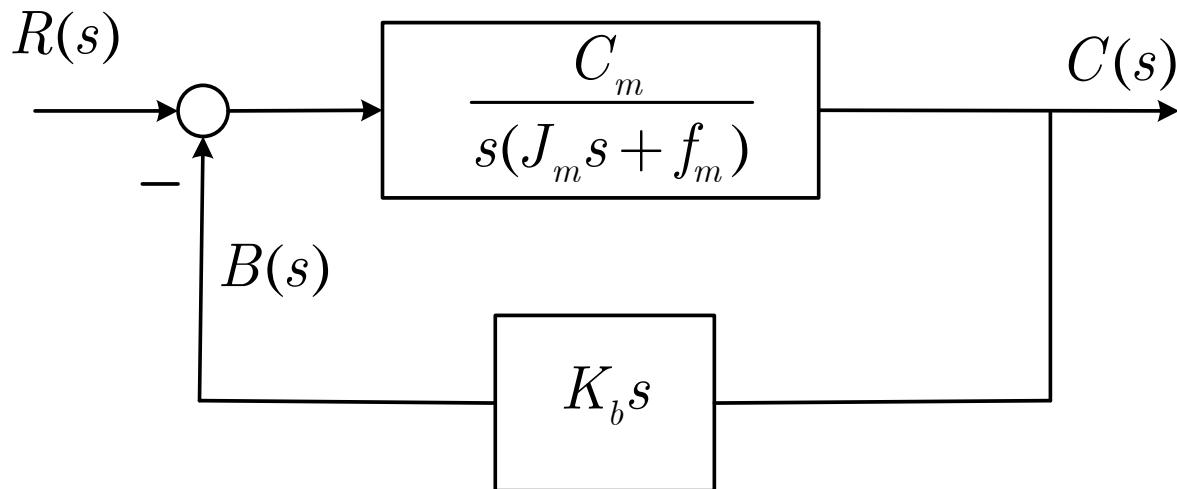 R(s)
C_m
C(s)
s(J_m s + f_m)
−
B(s)
K_b s